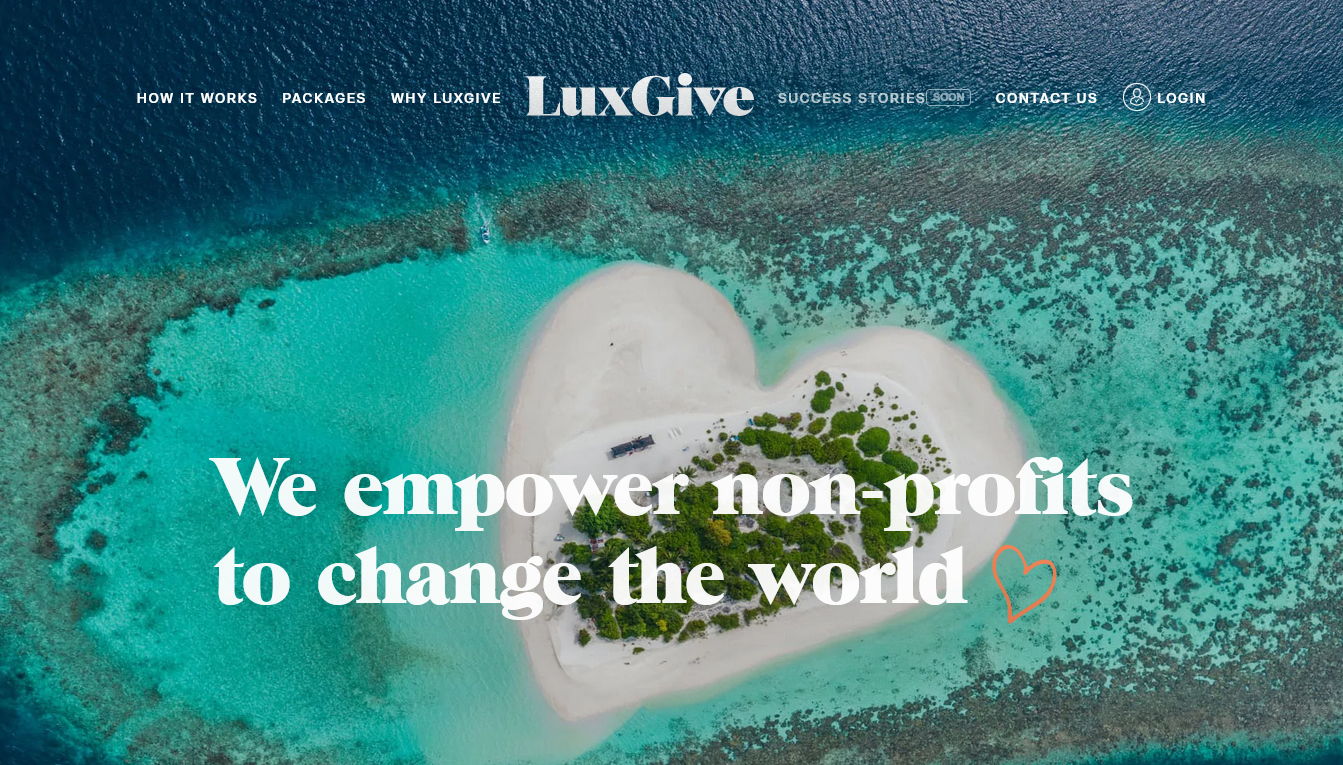 HOW IT WORKS PACKAGES WHY LUXGIVE LuxGive SUCCESS STORIES SOON CONTACT US LOGIN
We empower non-profits
to change the world